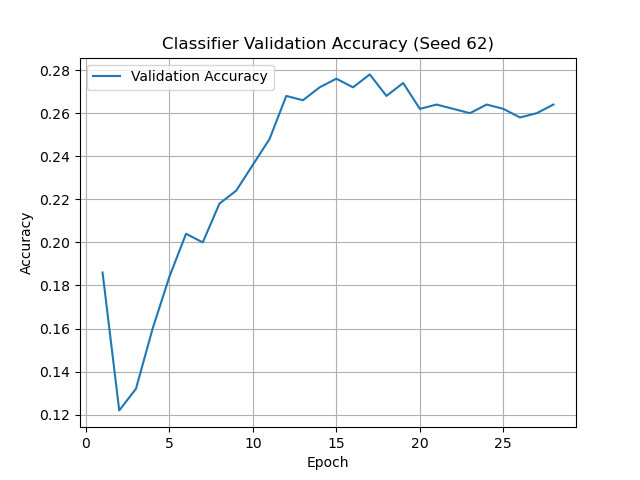 Classifier Validation Accuracy (Seed 62)
Validation Accuracy
0.28
0.26
0.24
0.22
0.20
0.18
0.16
0.14
0.12
Accuracy
0 5 10 15 20 25
Epoch